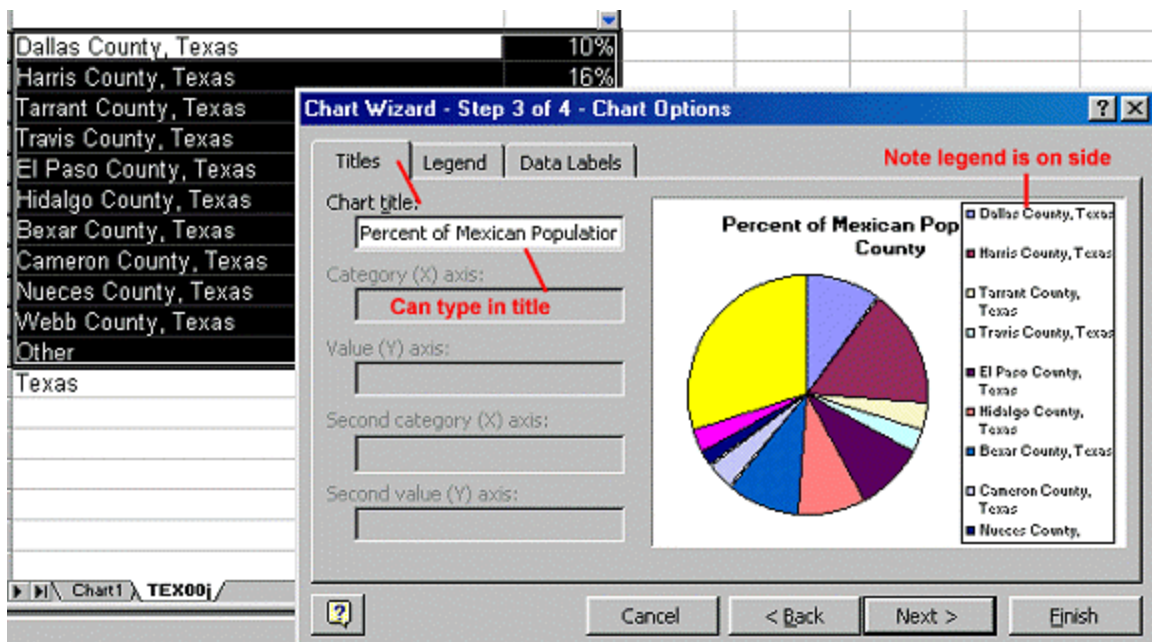 Dallas County, Texas 10%
Harris County, Texas 16%
Tarrant County, Texas
Travis County, Texas
El Paso County, Texas
Hidalgo County, Texas
Bexar County, Texas
Cameron County, Texas
Nueces County, Texas
Webb County, Texas
Other
Texas
Chart1 TEX00j
Chart Wizard - Step 3 of 4 - Chart Options
? X
Titles Legend Data Labels
Note legend is on side
Chart title:
Percent of Mexican Population
Can type in title
Category (X) axis:
Value (Y) axis:
Second category (X) axis:
Second value (Y) axis:
Percent of Mexican Pop
County
Dallas County, Texas
Harris County, Texas
Tarrant County,
Texas
Travis County, Texas
El Paso County,
Texas
Hidalgo County,
Texas
Bexar County, Texas
Cameron County,
Texas
Nueces County,
?
Cancel < Back Next > Finish